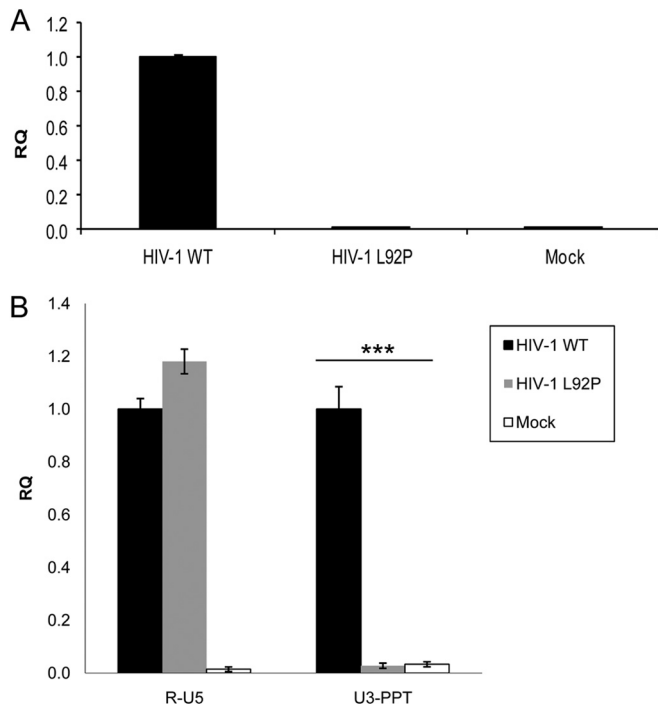 A
1.2
1.0
0.8
0.6
0.4
0.2
0.0
RQ
HIV-1 WT HIV-1 L92P Mock
B
1.4
1.2
1.0
0.8
0.6
0.4
0.2
0.0
RQ
***
HIV-1 WT
HIV-1 L92P
Mock
R-U5 U3-PPT